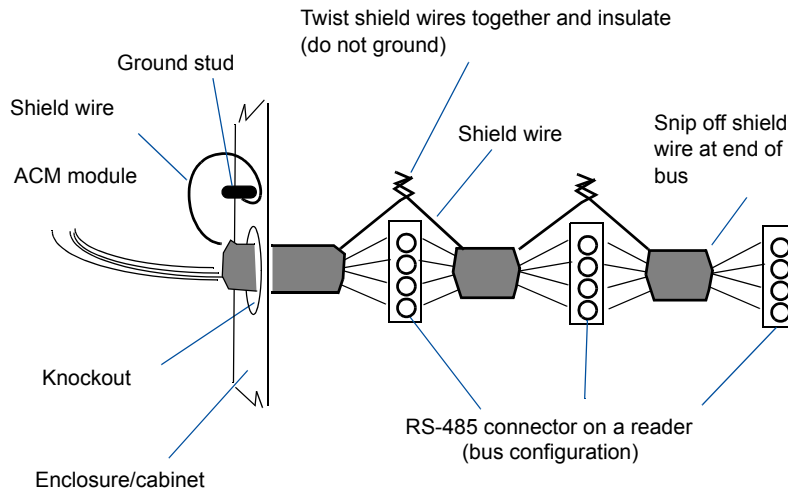 Twist shield wires together and insulate
(do not ground)
Ground stud
Shield wire
Shield wire
Snip off shield
wire at end of
bus
ACM module
Knockout
RS-485 connector on a reader
(bus configuration)
Enclosure/cabinet